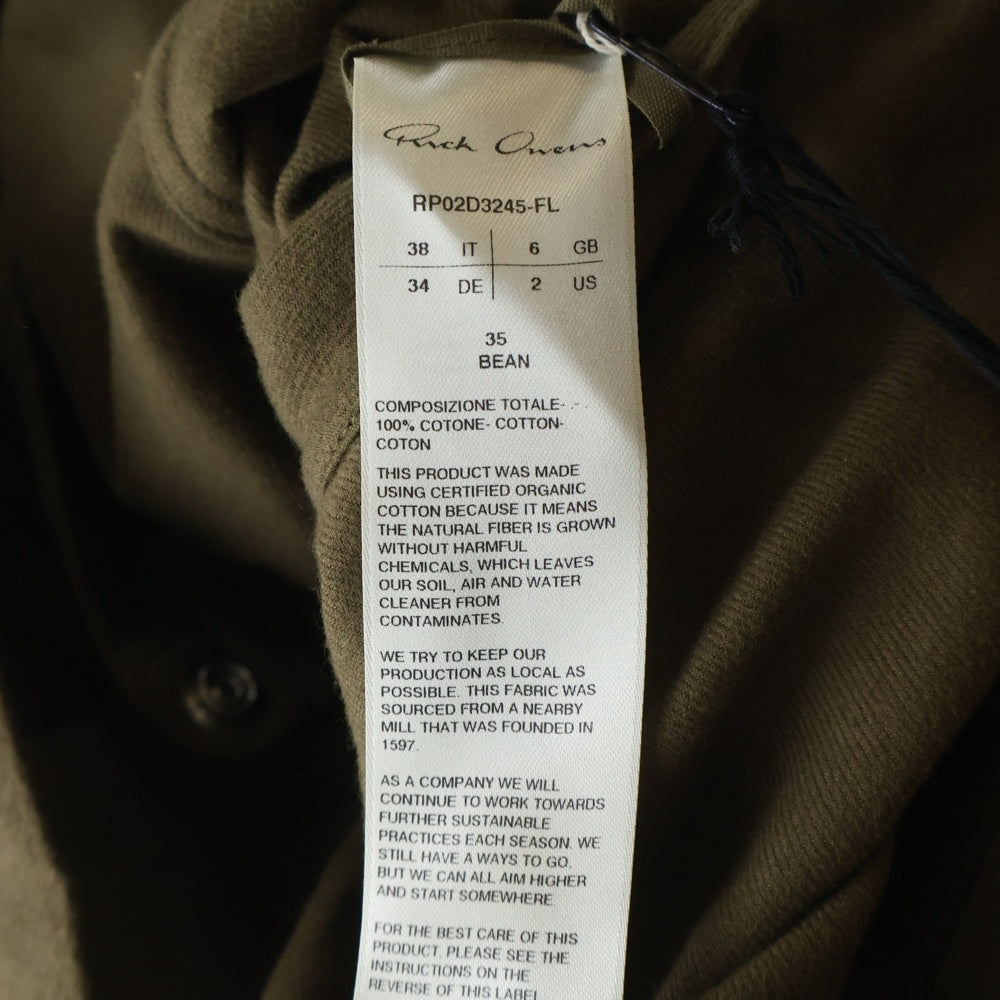 Rick Owens
RP02D3245-FL
38 IT 6 GB
34 DE 2 US
35
BEAN
COMPOSIZIONE TOTALE-
100% COTONE- COTTON-
COTON
THIS PRODUCT WAS MADE
USING CERTIFIED ORGANIC
COTTON BECAUSE IT MEANS
THE NATURAL FIBER IS GROWN
WITHOUT HARMFUL
CHEMICALS, WHICH LEAVES
OUR SOIL, AIR AND WATER
CLEANER FROM
CONTAMINATES.
WE TRY TO KEEP OUR
PRODUCTION AS LOCAL AS
POSSIBLE. THIS FABRIC WAS
SOURCED FROM A NEARBY
MILL THAT WAS FOUNDED IN
1597.
AS A COMPANY WE WILL
CONTINUE TO WORK TOWARDS
FURTHER SUSTAINABLE
PRACTICES EACH SEASON. WE
STILL HAVE A WAYS TO GO.
BUT WE CAN ALL AIM HIGHER
AND START SOMEWHERE.
FOR THE BEST CARE OF THIS
PRODUCT, PLEASE SEE THE
INSTRUCTIONS ON THE
REVERSE OF THIS LABEL